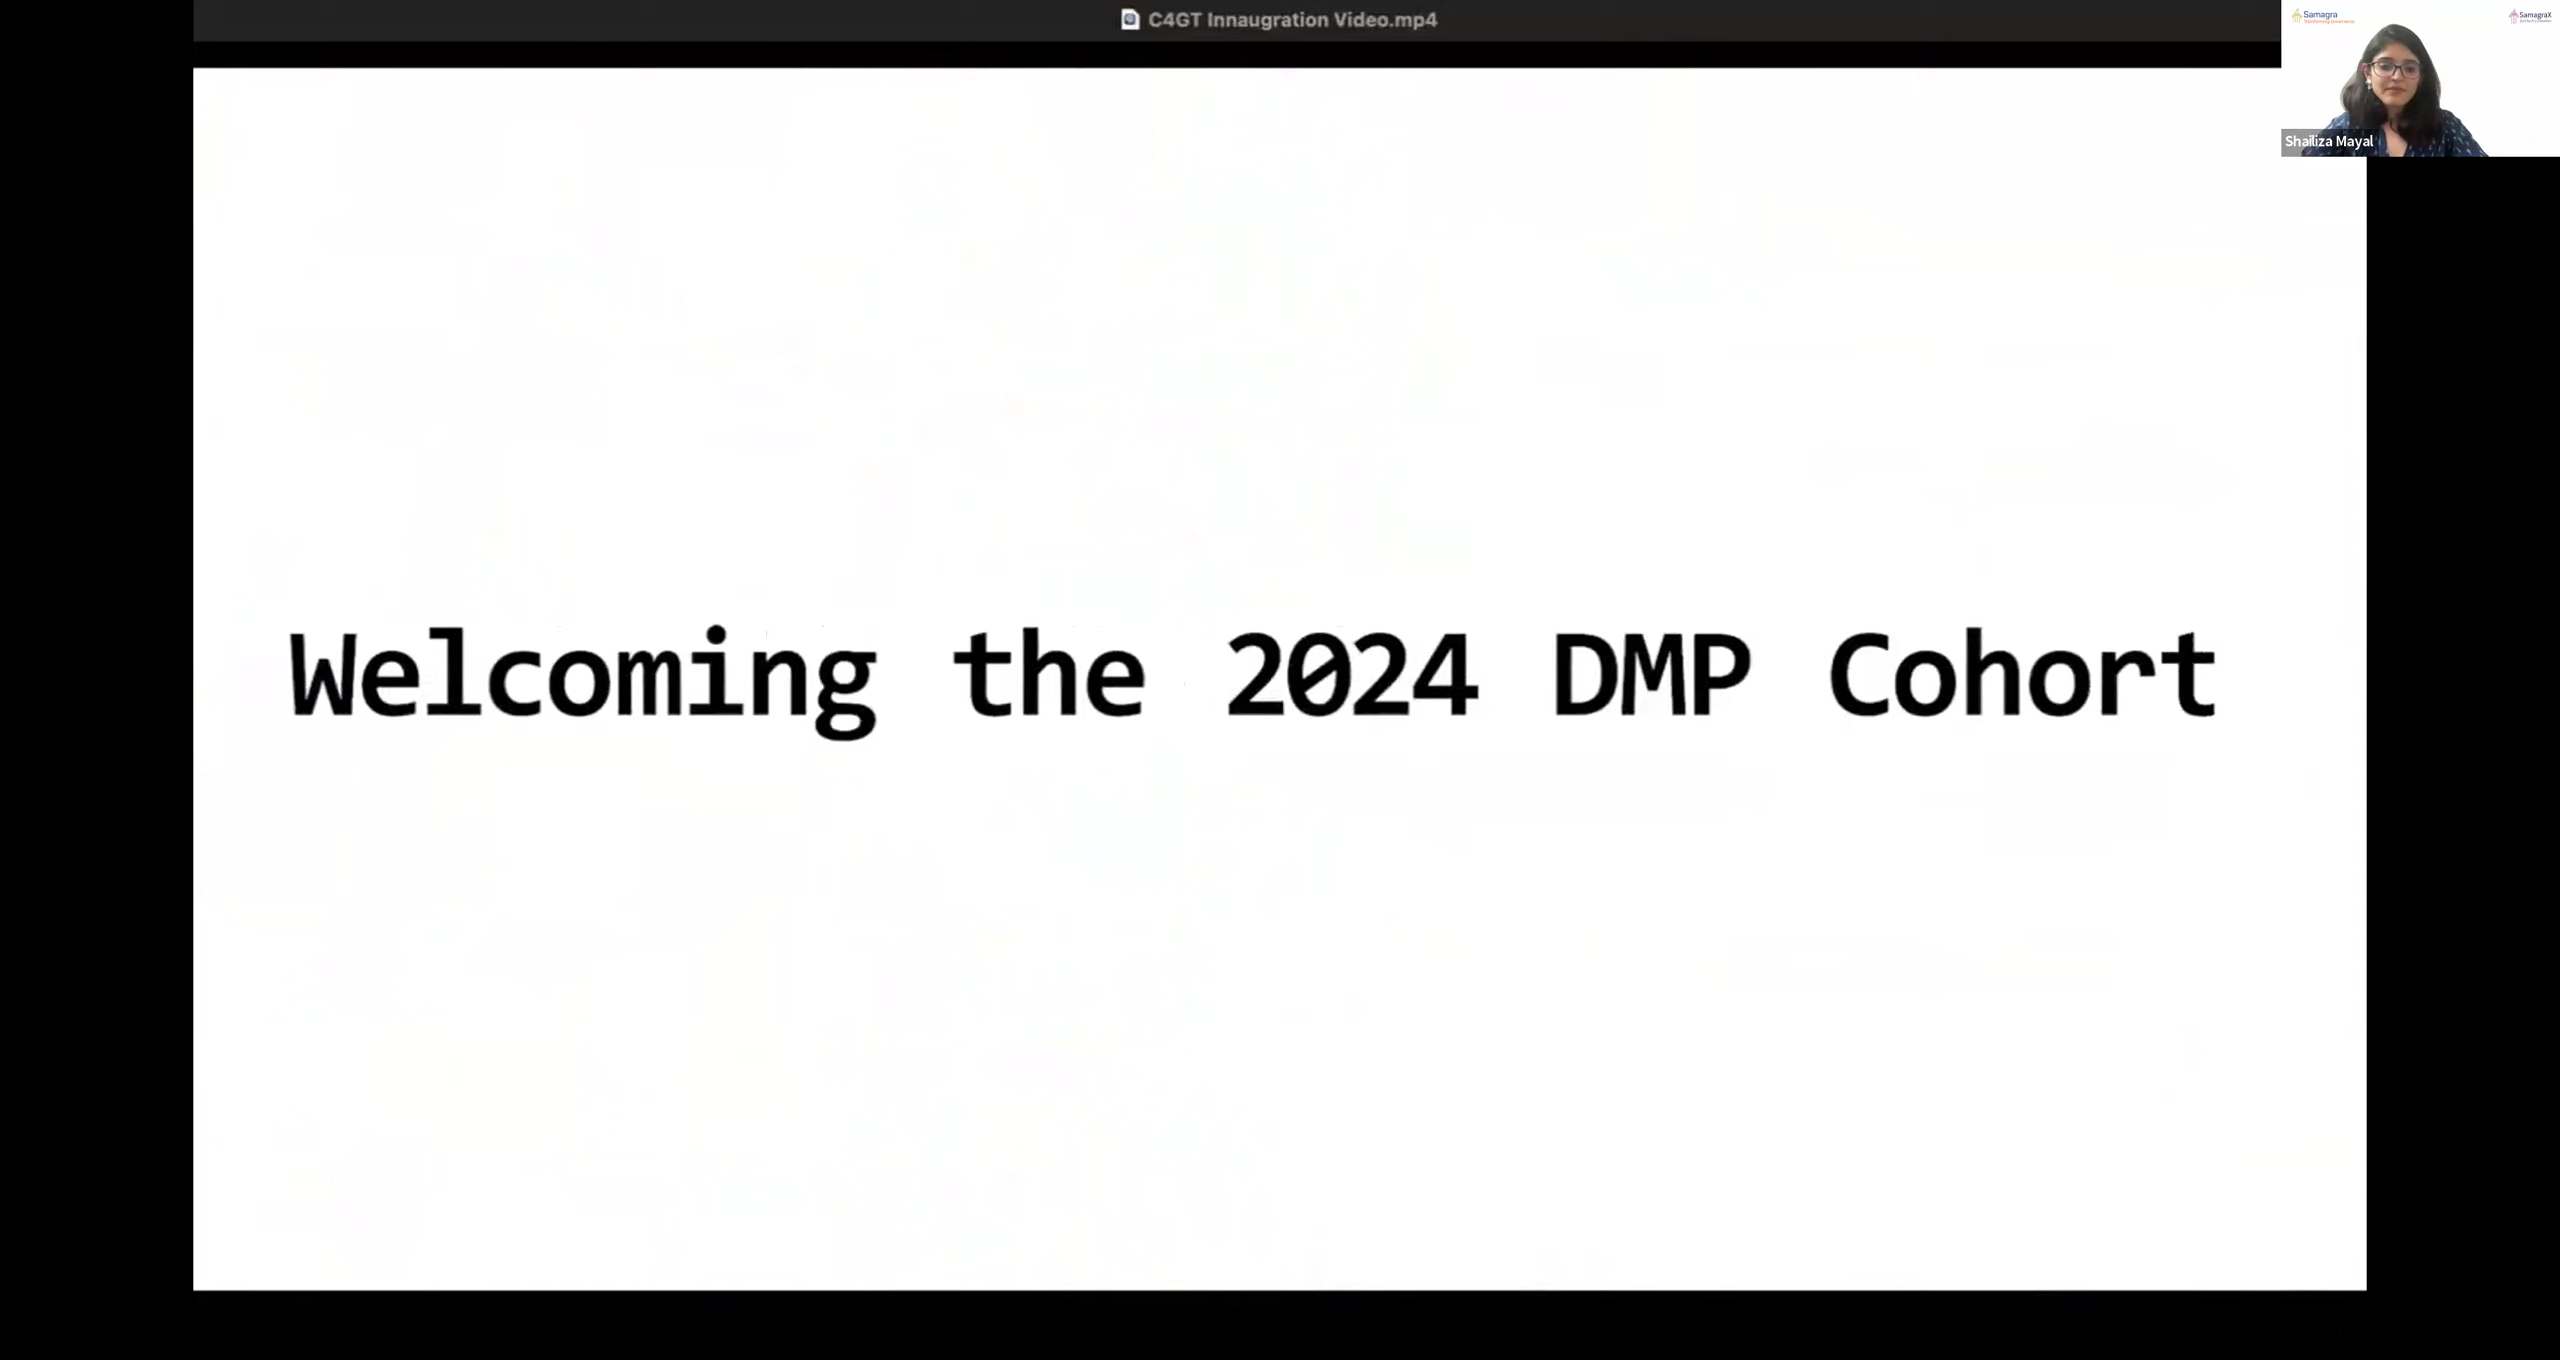 C4GT Innaugration Video.mp4
Samagra
SamagraX
Shailiza Mayal
Welcoming the 2024 DMP Cohort